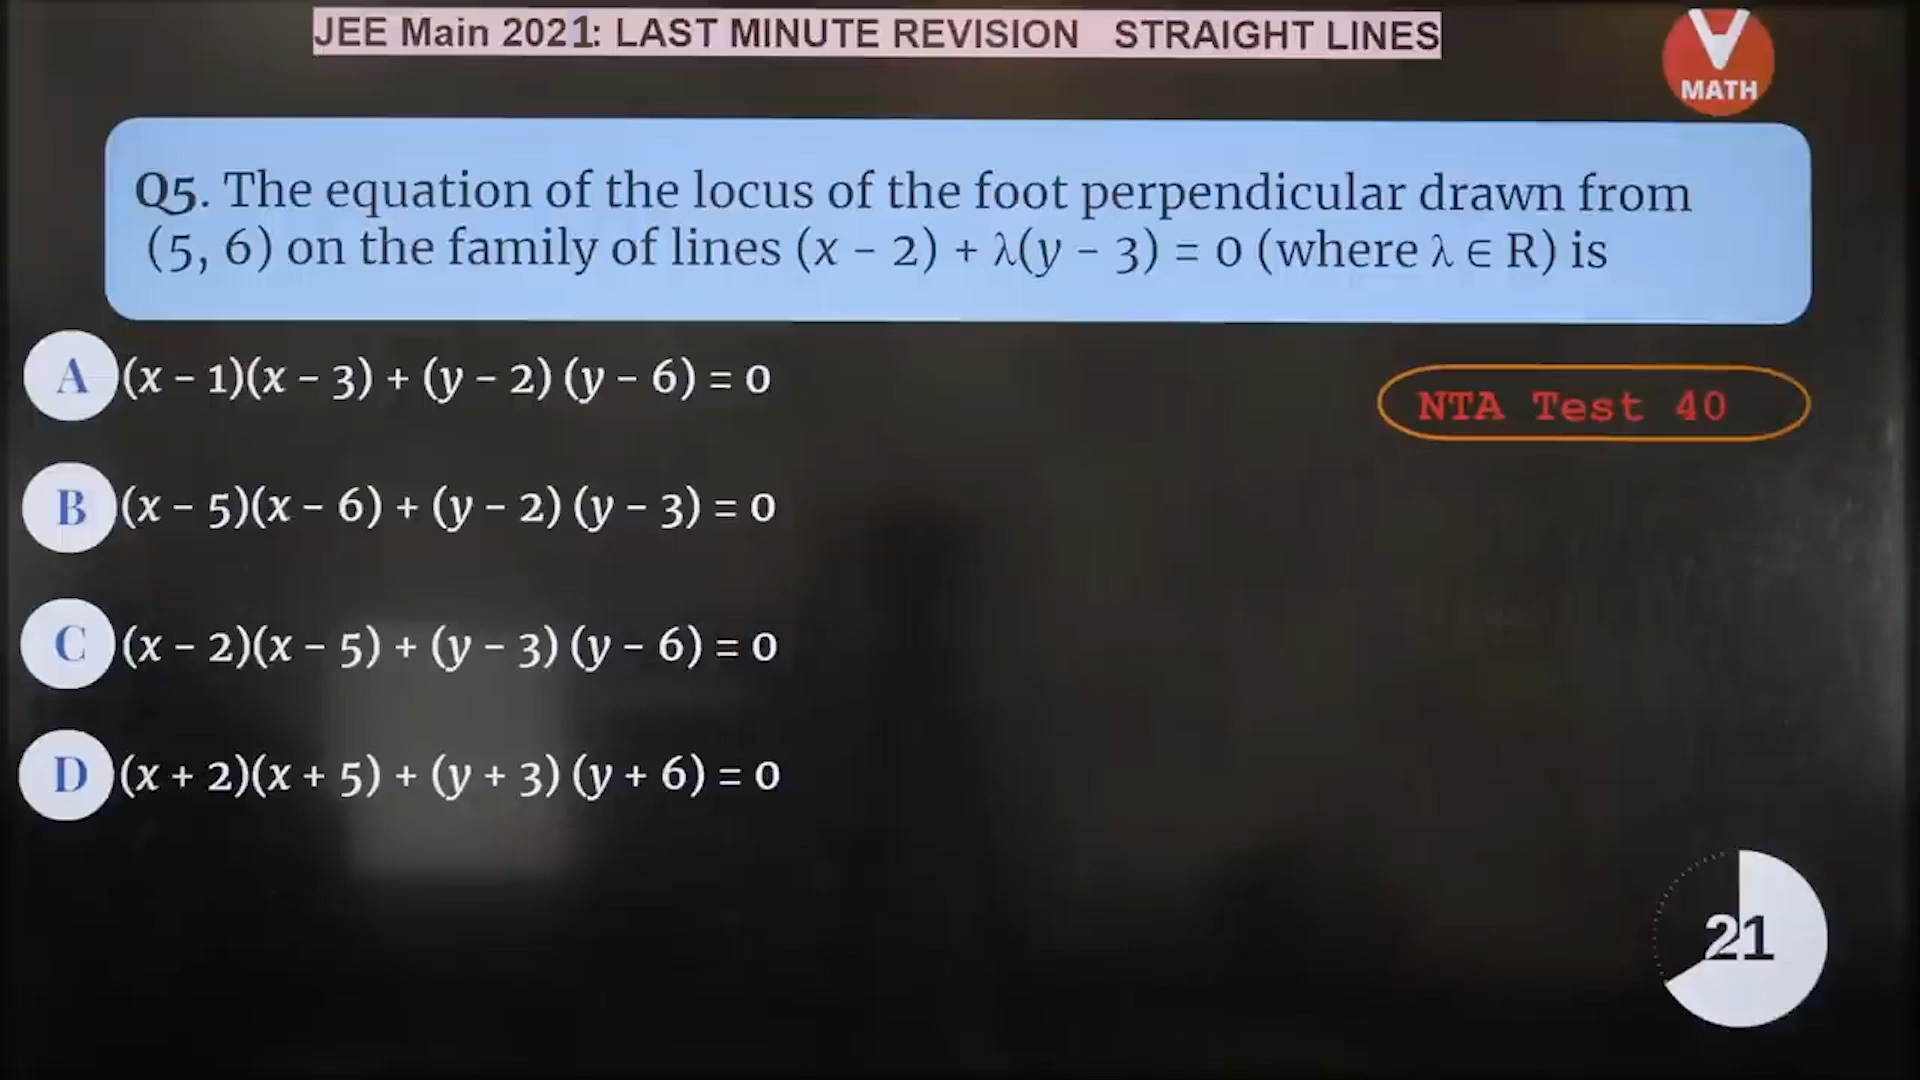 JEE Main 2021: LAST MINUTE REVISION STRAIGHT LINES
V
MATH
Q5. The equation of the locus of the foot perpendicular drawn from
(5, 6) on the family of lines (x - 2) + λ(y - 3) = 0 (where λ ∈ R) is
A (x - 1)(x - 3) + (y - 2) (y - 6) = 0
NTA Test 40
B (x - 5)(x - 6) + (y - 2) (y - 3) = 0
C (x - 2)(x - 5) + (y - 3) (y - 6) = 0
D (x + 2)(x + 5) + (y + 3) (y + 6) = 0
21